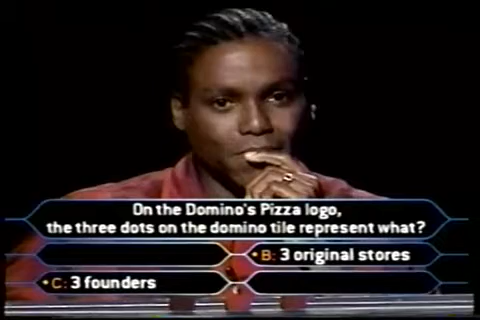 On the Domino's Pizza logo,
the three dots on the domino tile represent what?
B: 3 original stores
C: 3 founders